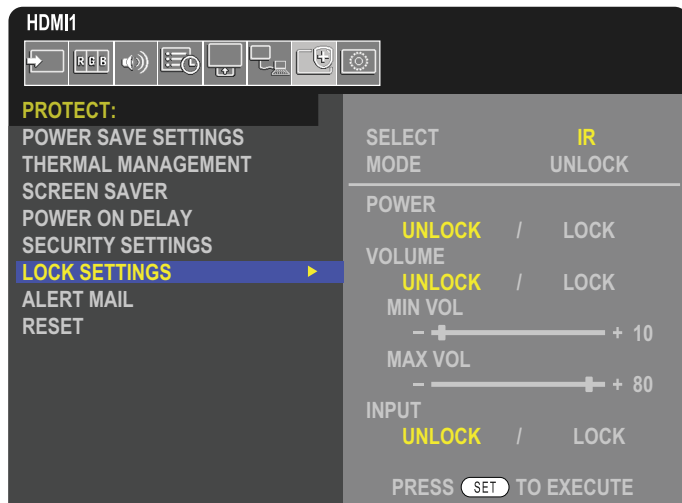 HDMI1
R G B
PROTECT:
POWER SAVE SETTINGS
THERMAL MANAGEMENT
SCREEN SAVER
POWER ON DELAY
SECURITY SETTINGS
LOCK SETTINGS
ALERT MAIL
RESET
SELECT IR
MODE UNLOCK
POWER
UNLOCK / LOCK
VOLUME
UNLOCK / LOCK
MIN VOL
− + 10
MAX VOL
− + 80
INPUT
UNLOCK / LOCK
PRESS SET TO EXECUTE